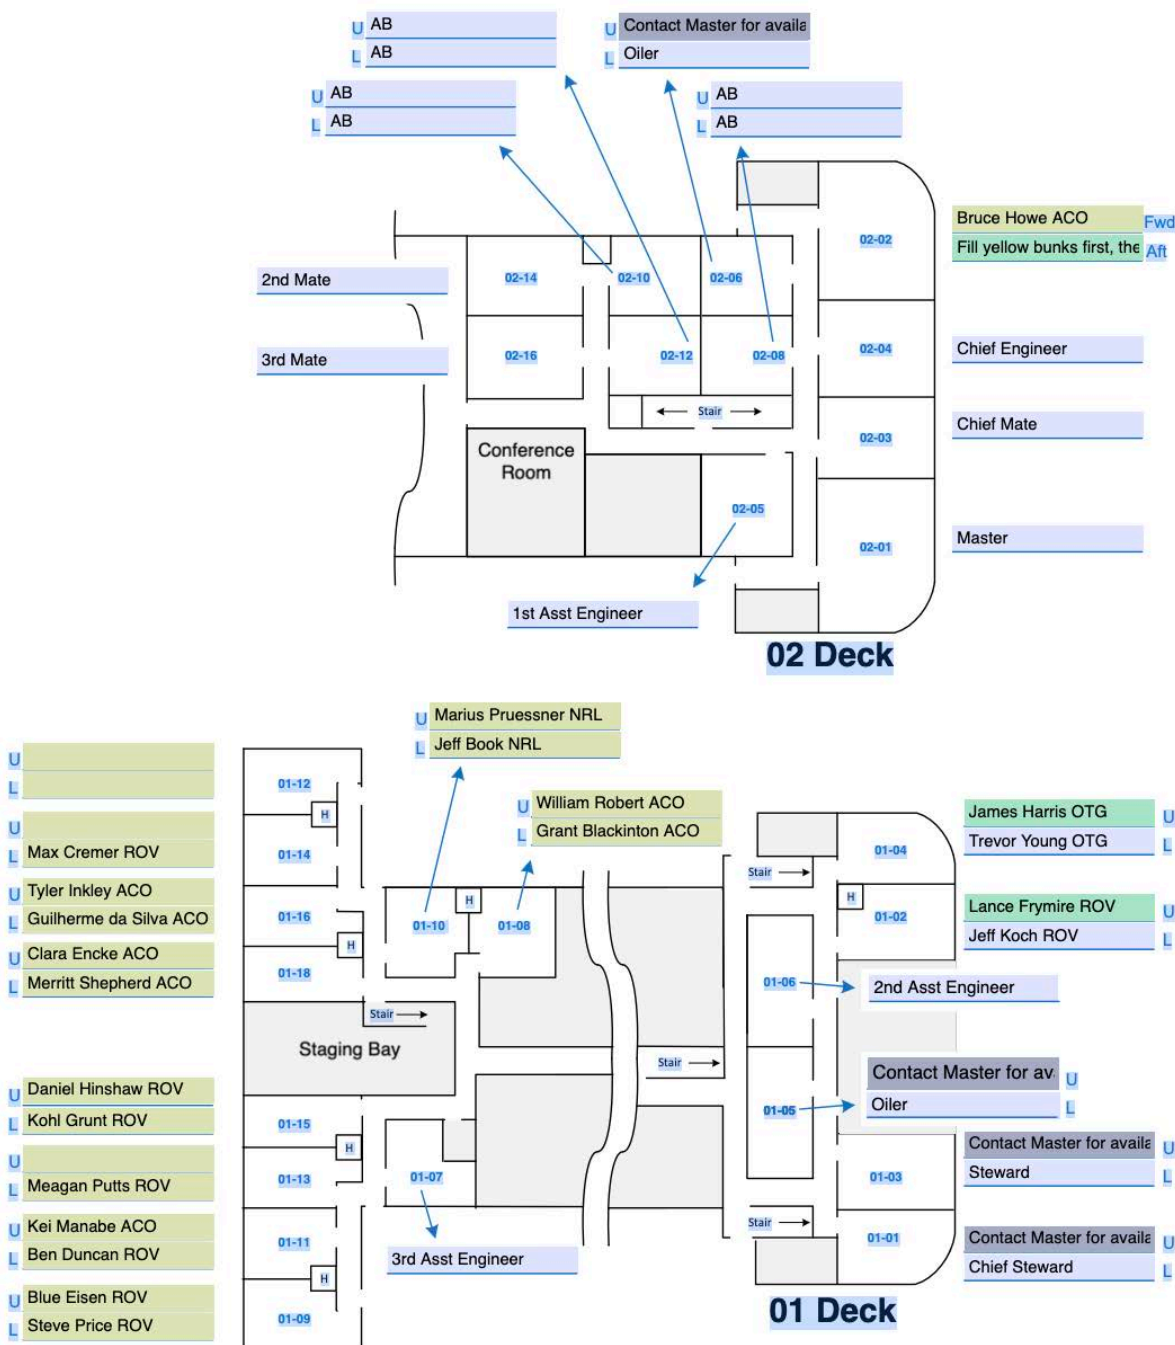 U AB
L AB
U Contact Master for availa
L Oiler
U AB
L AB
U AB
L AB
Bruce Howe ACO Fwd
Fill yellow bunks first, the Aft
02-02
2nd Mate
02-14
02-10
02-06
3rd Mate
02-16
02-12
02-08
02-04
Chief Engineer
Stair
Chief Mate
02-03
Conference
Room
02-05
02-01
Master
1st Asst Engineer
02 Deck
U Marius Pruessner NRL
L Jeff Book NRL
U
L
01-12
H
U William Robert ACO
L Grant Blackinton ACO
James Harris OTG U
Trevor Young OTG L
U
L Max Cremer ROV
01-14
01-04
Stair
U Tyler Inkley ACO
L Guilherme da Silva ACO
01-16
H
H
01-10
01-08
H
01-02
Lance Frymire ROV U
Jeff Koch ROV L
U Clara Encke ACO
L Merritt Shepherd ACO
01-18
01-06
2nd Asst Engineer
Stair
Staging Bay
Stair
Contact Master for av. U
Oiler L
01-05
U Daniel Hinshaw ROV
L Kohl Grunt ROV
01-15
H
Contact Master for availa U
Steward L
U
L Meagan Putts ROV
01-13
01-07
01-03
U Kei Manabe ACO
L Ben Duncan ROV
01-11
H
Stair
01-01
Contact Master for availa U
Chief Steward L
3rd Asst Engineer
U Blue Eisen ROV
L Steve Price ROV
01-09
01 Deck